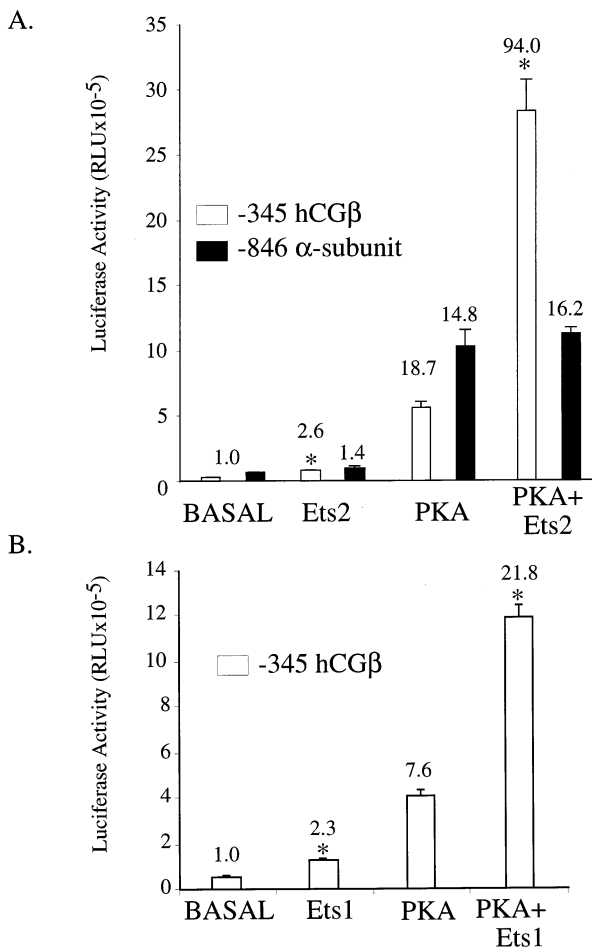 A.
35
30
25
20
15
10
5
0
Luciferase Activity (RLUx10-5)
-345 hCGβ
-846 α-subunit
1.0
2.6
*
1.4
18.7
14.8
94.0
*
16.2
BASAL
Ets2
PKA
PKA+
Ets2
B.
14
12
10
8
6
4
2
0
Luciferase Activity (RLUx10-5)
-345 hCGβ
1.0
2.3
*
7.6
21.8
*
BASAL
Ets1
PKA
PKA+
Ets1